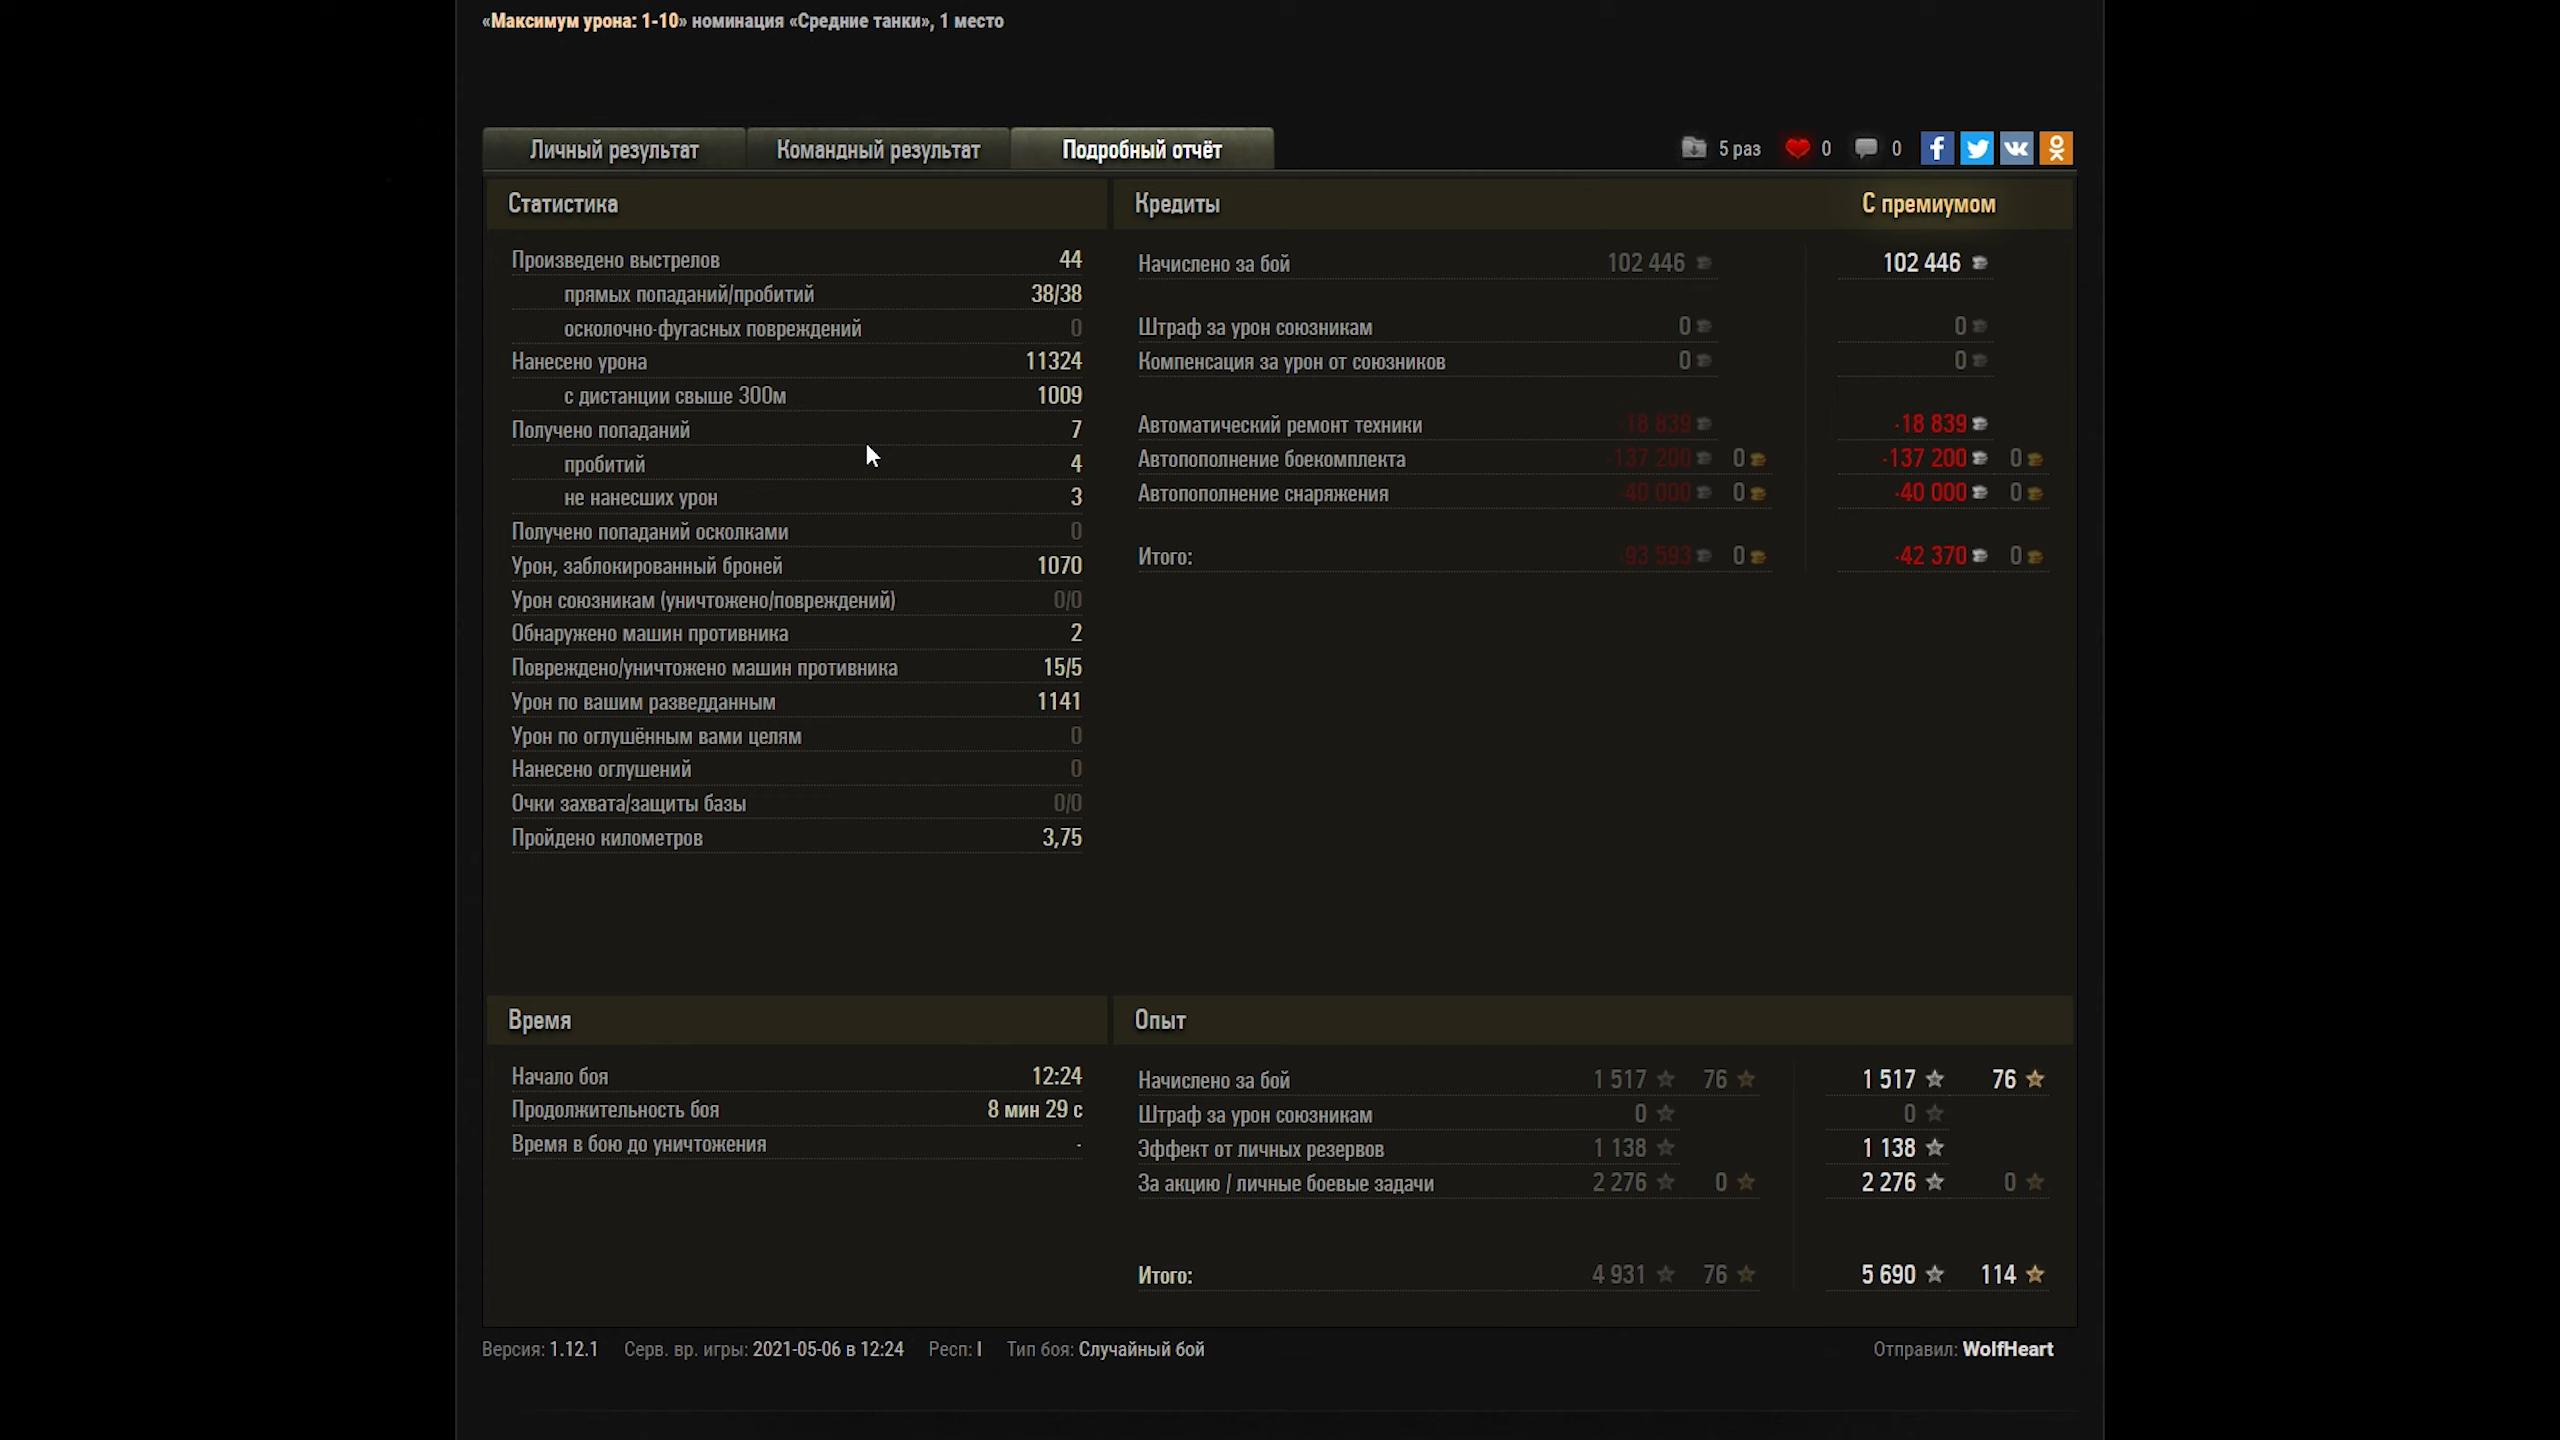 «Максимум урона: 1-10» номинация «Средние танки», 1 место
Личный результат Командный результат Подробный отчёт 5 раз 0 0
Статистика
Произведено выстрелов 44
прямых попаданий/пробитий 38/38
осколочно-фугасных повреждений 0
Нанесено урона 11324
с дистанции свыше 300м 1009
Получено попаданий 7
пробитий 4
не нанесших урон 3
Получено попаданий осколками 0
Урон, заблокированный броней 1070
Урон союзникам (уничтожено/повреждений) 0/0
Обнаружено машин противника 2
Повреждено/уничтожено машин противника 15/5
Урон по вашим разведданным 1141
Урон по оглушённым вами целям 0
Нанесено оглушений 0
Очки захвата/защиты базы 0/0
Пройдено километров 3,75
Кредиты С премиумом
Начислено за бой 102 446 102 446
Штраф за урон союзникам 0 0
Компенсация за урон от союзников 0 0
Автоматический ремонт техники -18 839 -18 839
Автопополнение боекомплекта -137 200 0 -137 200 0
Автопополнение снаряжения -40 000 0 -40 000 0
Итого: -93 593 0 -42 370 0
Время
Начало боя 12:24
Продолжительность боя 8 мин 29 с
Время в бою до уничтожения -
Опыт
Начислено за бой 1 517 76 1 517 76
Штраф за урон союзникам 0 0
Эффект от личных резервов 1 138 1 138
За акцию / личные боевые задачи 2 276 0 2 276 0
Итого: 4 931 76 5 690 114
Версия: 1.12.1 Серв. вр. игры: 2021-05-06 в 12:24 Респ: I Тип боя: Случайный бой Отправил: WolfHeart